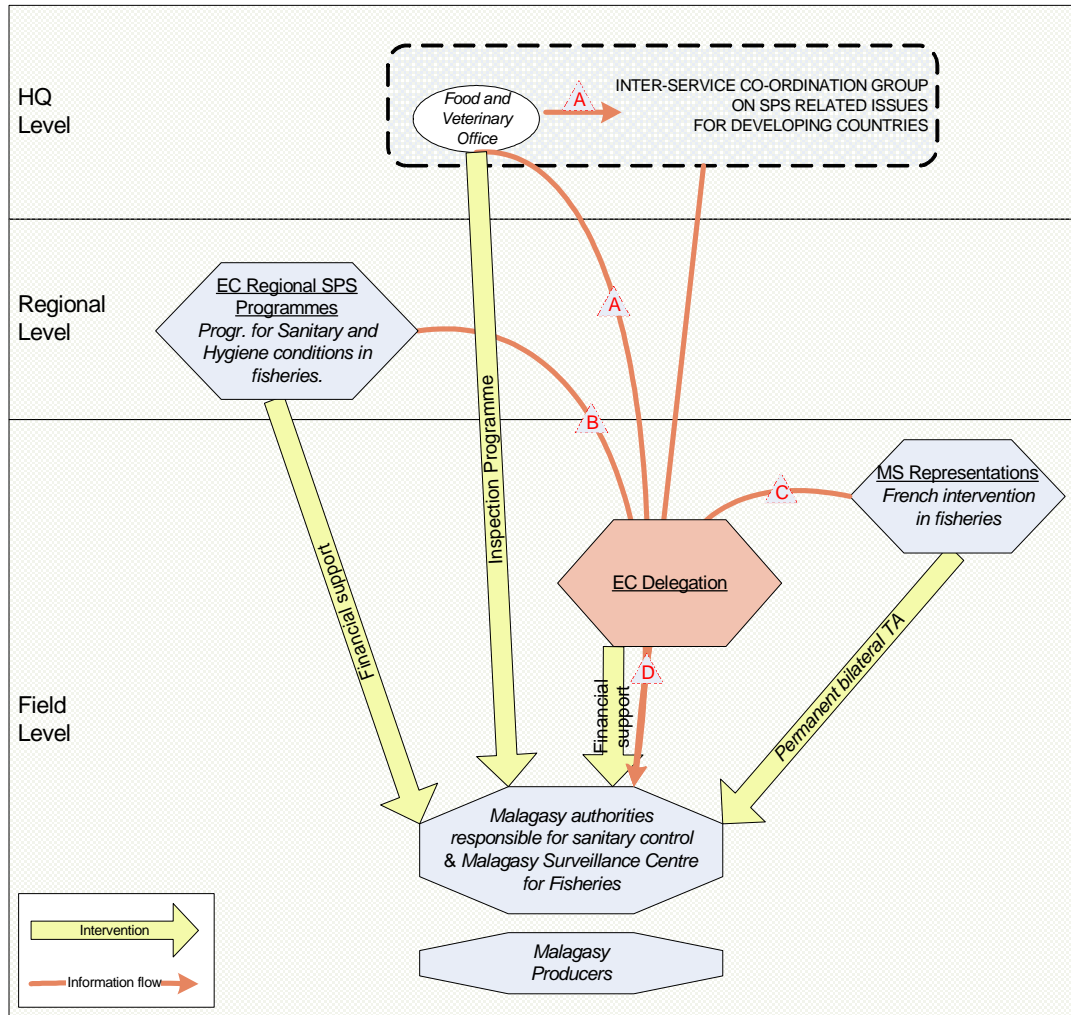 HQ
Level
Food and
Veterinary
Office
A
INTER-SERVICE CO-ORDINATION GROUP
ON SPS RELATED ISSUES
FOR DEVELOPING COUNTRIES
Regional
Level
EC Regional SPS
Programmes
Progr. for Sanitary and
Hygiene conditions in
fisheries.
A
B
Inspection Programme
Field
Level
MS Representations
French intervention
in fisheries
C
EC Delegation
Financial support
D
Financial
support
Permanent bilateral TA
Malagasy authorities
responsible for sanitary control
& Malagasy Surveillance Centre
for Fisheries
Malagasy
Producers
Intervention
Information flow